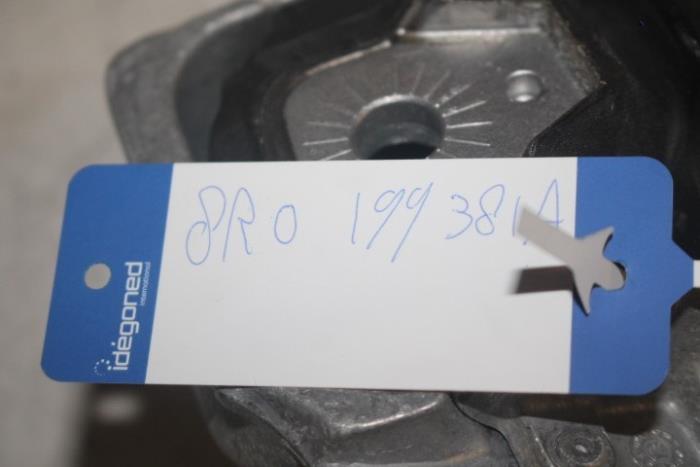 8R0 199 381A
idegoned
international